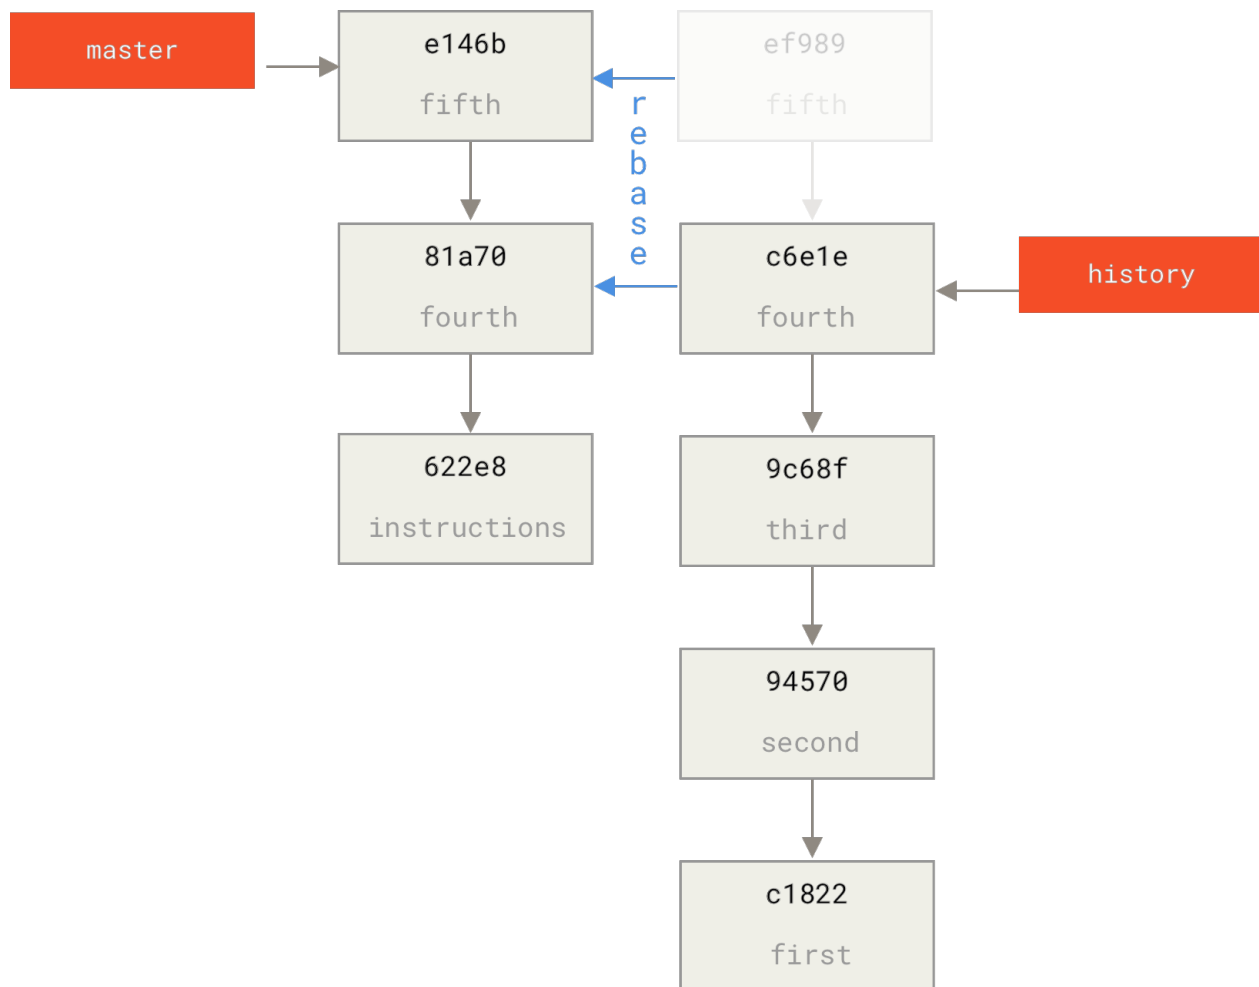 master
e146b
fifth
ef989
fifth
rebase
81a70
fourth
c6e1e
fourth
history
622e8
instructions
9c68f
third
94570
second
c1822
first